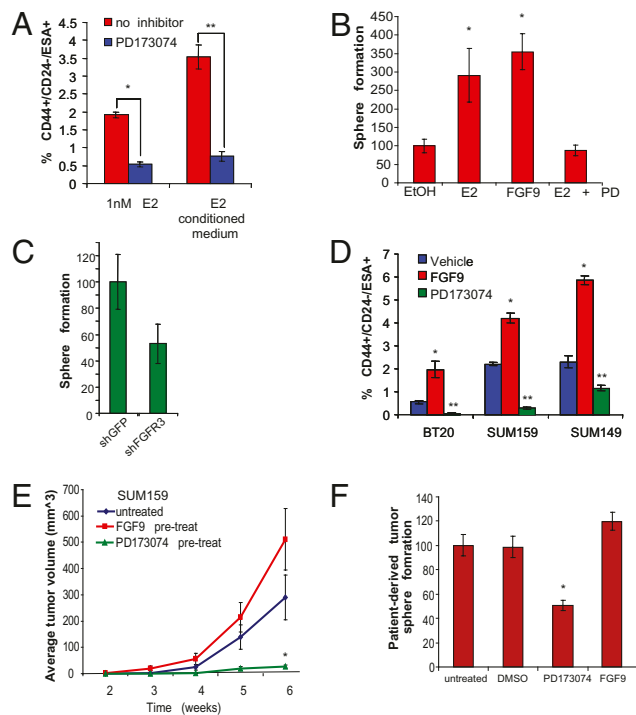 A
no inhibitor
PD173074
% CD44+/CD24-/ESA+
4.5
4
3.5
3
2.5
2
1.5
1
0.5
0
*
**
1nM E2
E2
conditioned
medium
B
Sphere formation
450
400
350
300
250
200
150
100
50
0
*
*
EtOH
E2
FGF9
E2 + PD
C
Sphere formation
120
100
80
60
40
20
0
shGFP
shFGFR3
D
Vehicle
FGF9
PD173074
% CD44+/CD24-/ESA+
7
6
5
4
3
2
1
0
*
**
*
**
*
**
BT20
SUM159
SUM149
E
SUM159
untreated
FGF9 pre-treat
PD173074 pre-treat
Average tumor volume (mm^3)
700
600
500
400
300
200
100
0
*
2
3
4
5
6
Time (weeks)
F
Patient-derived tumor
sphere fomration
140
120
100
80
60
40
20
0
*
untreated
DMSO
PD173074
FGF9